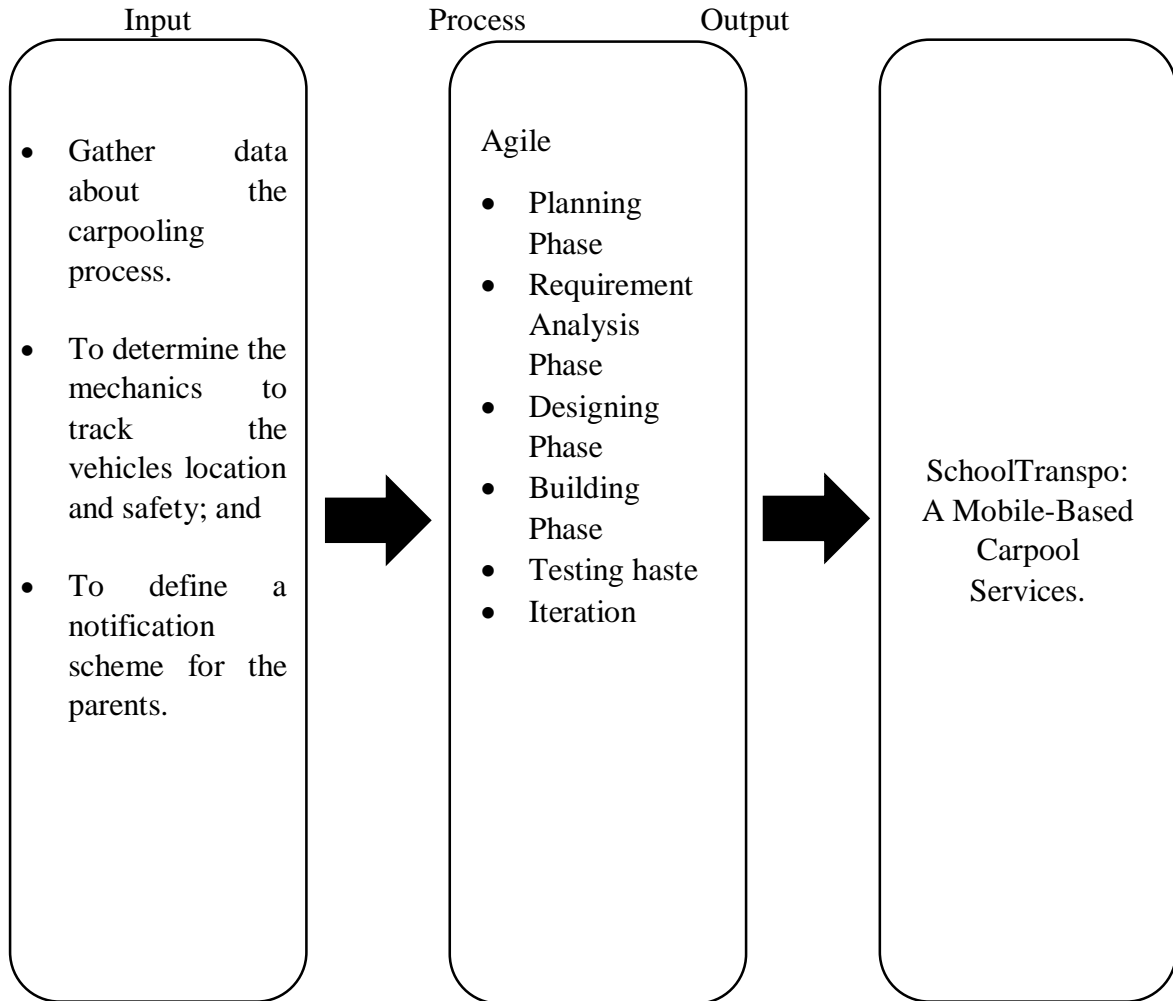 Input Process Output
• Gather data
about the
carpooling
process.
• To determine the
mechanics to
track the
vehicles location
and safety; and
• To define a
notification
scheme for the
parents.
Agile
• Planning
Phase
• Requirement
Analysis
Phase
• Designing
Phase
• Building
Phase
• Testing haste
• Iteration
SchoolTranspo:
A Mobile-Based
Carpool
Services.